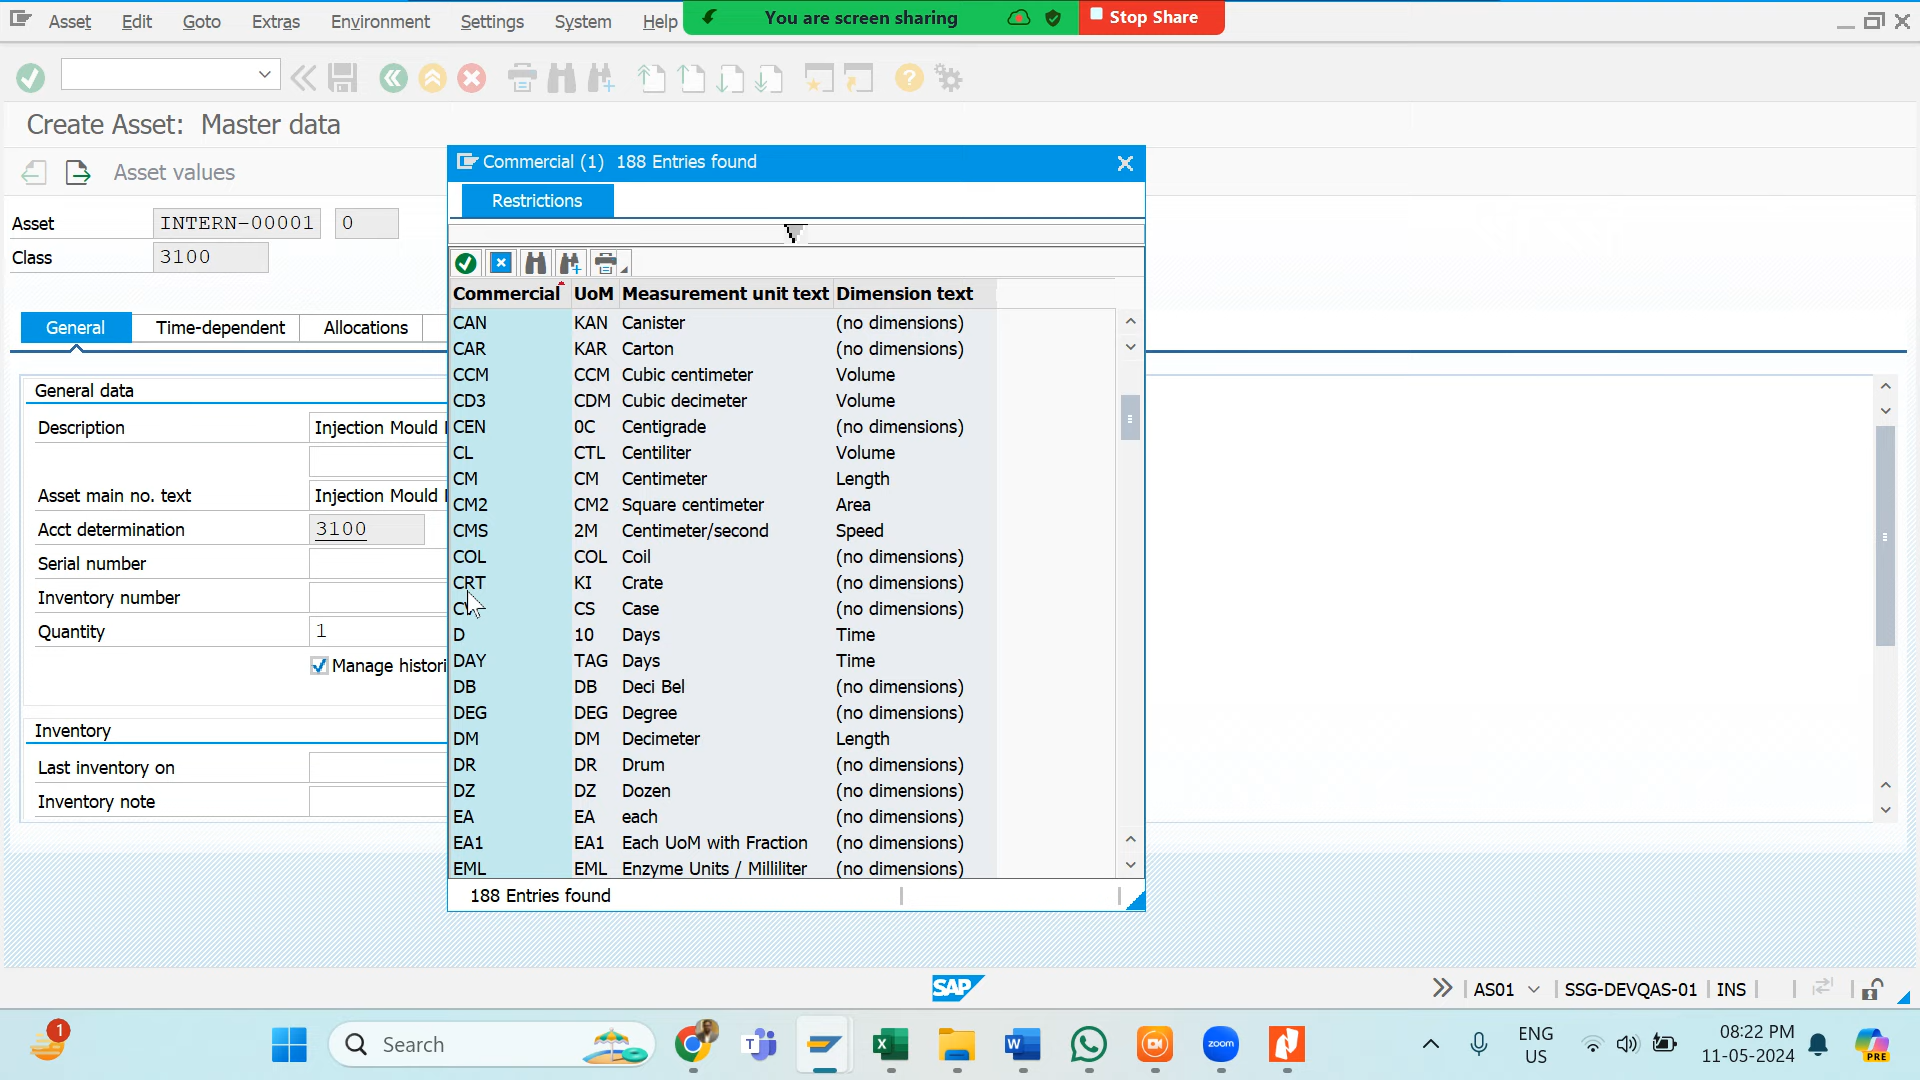 Asset Edit Goto Extras Environment Settings System Help
You are screen sharing Stop Share
Create Asset: Master data
Asset values
Asset INTERN-00001 0
Class 3100
General Time-dependent Allocations
General data
Description Injection Mould
Asset main no. text Injection Mould
Acct determination 3100
Serial number
Inventory number
Quantity 1
Manage histori
Inventory
Last inventory on
Inventory note
Commercial (1) 188 Entries found
Restrictions
Commercial UoM Measurement unit text Dimension text
CAN KAN Canister (no dimensions)
CAR KAR Carton (no dimensions)
CCM CCM Cubic centimeter Volume
CD3 CDM Cubic decimeter Volume
CEN 0C Centigrade (no dimensions)
CL CTL Centiliter Volume
CM CM Centimeter Length
CM2 CM2 Square centimeter Area
CMS 2M Centimeter/second Speed
COL COL Coil (no dimensions)
CRT KI Crate (no dimensions)
CS Case (no dimensions)
D 10 Days Time
DAY TAG Days Time
DB DB Deci Bel (no dimensions)
DEG DEG Degree (no dimensions)
DM DM Decimeter Length
DR DR Drum (no dimensions)
DZ DZ Dozen (no dimensions)
EA EA each (no dimensions)
EA1 EA1 Each UoM with Fraction (no dimensions)
EML EML Enzyme Units / Milliliter (no dimensions)
188 Entries found
SAP
AS01 SSG-DEVQAS-01 INS
1
Search
zoom
ENG
US
08:22 PM
11-05-2024
PRE